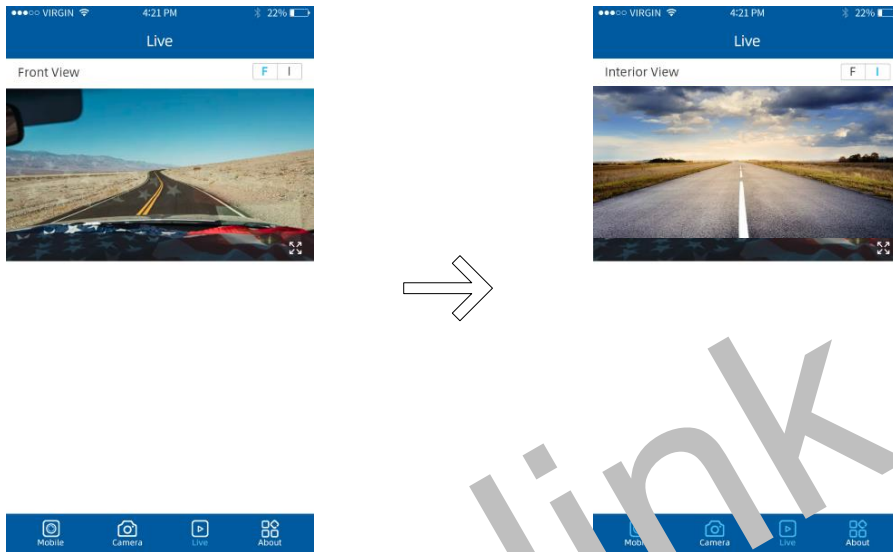 ●●●○○ VIRGIN 4:21 PM 22%
Live
Front View F I
Mobile Camera Live About
●●●○○ VIRGIN 4:21 PM 22%
Live
Interior View F I
Camera Live About
link